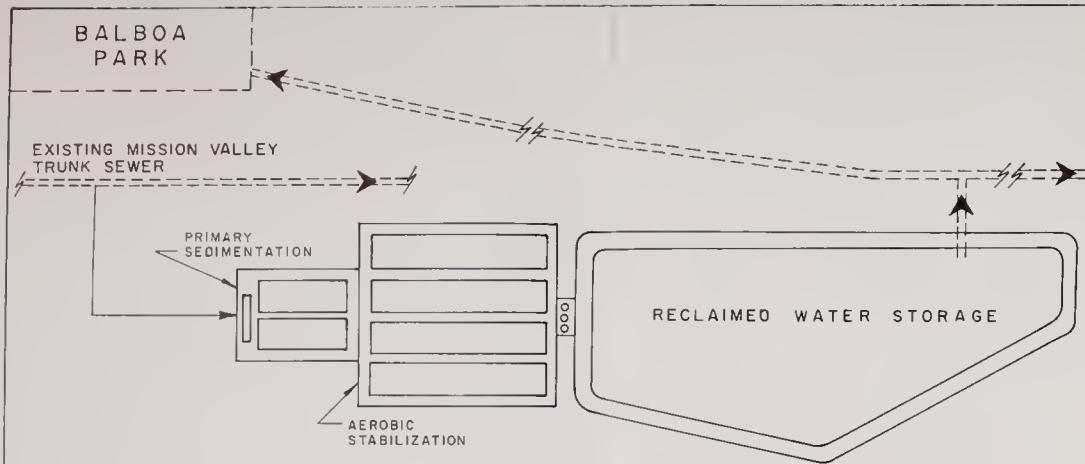 BALBOA
PARK
EXISTING MISSION VALLEY
TRUNK SEWER
PRIMARY
SEDIMENTATION
RECLAIMED WATER STORAGE
AEROBIC
STABILIZATION